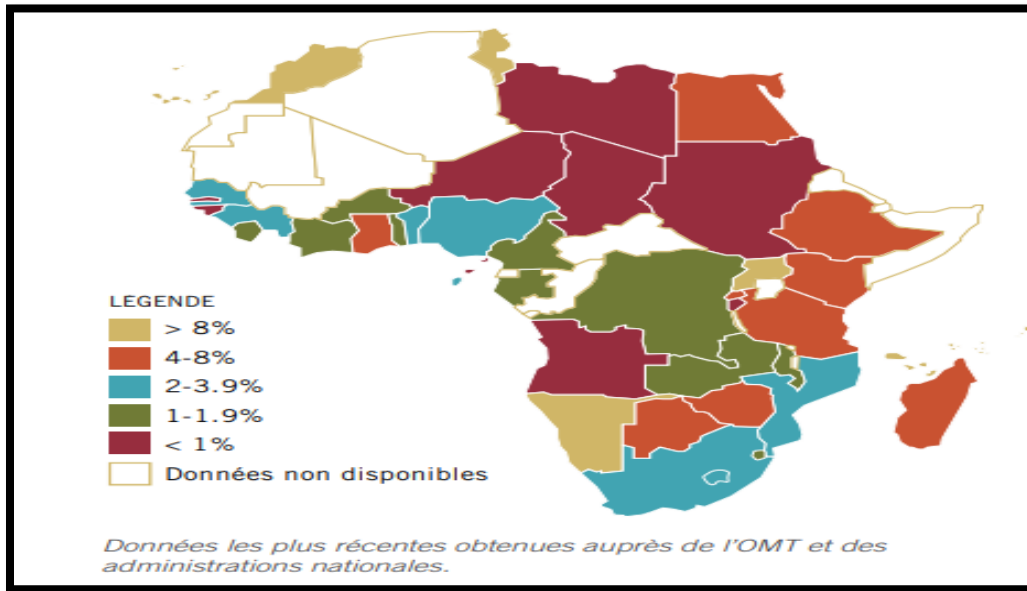 LEGENDE
> 8%
4-8%
2-3.9%
1-1.9%
< 1%
Données non disponibles
Données les plus récentes obtenues auprès de l'OMT et des
administrations nationales.